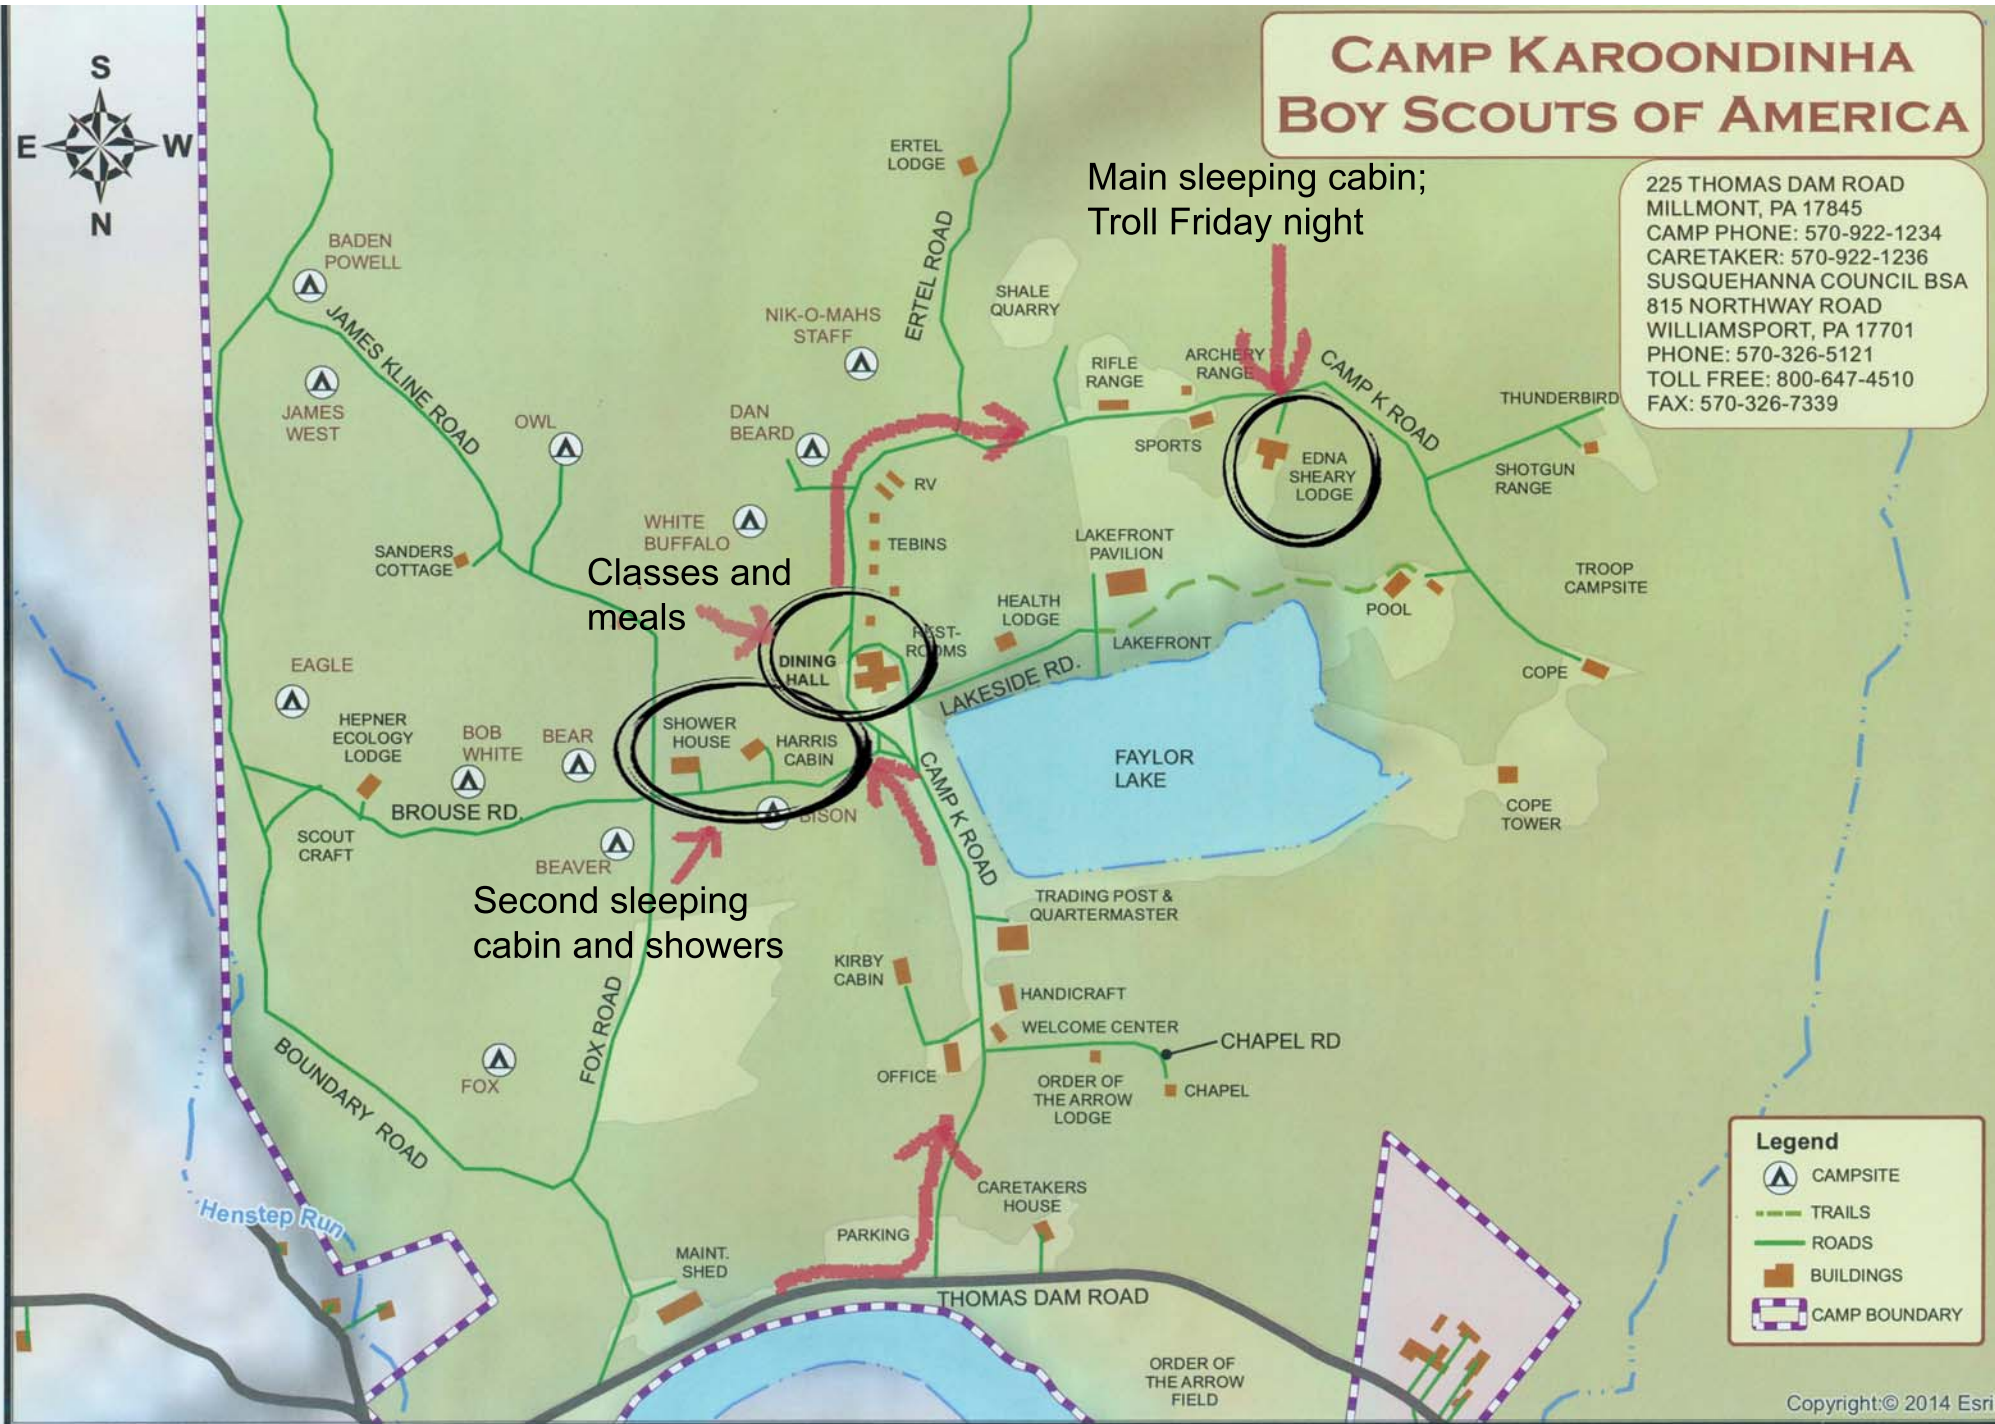 CAMP KAROONDINHA
BOY SCOUTS OF AMERICA
S
E
W
N
225 THOMAS DAM ROAD
MILLMONT, PA 17845
CAMP PHONE: 570-922-1234
CARETAKER: 570-922-1236
SUSQUEHANNA COUNCIL BSA
815 NORTHWAY ROAD
WILLIAMSPORT, PA 17701
PHONE: 570-326-5121
TOLL FREE: 800-647-4510
FAX: 570-326-7339
ERTEL
LODGE
Main sleeping cabin;
Troll Friday night
BADEN
POWELL
JAMES KLINE ROAD
ERTEL ROAD
SHALE
QUARRY
NIK-O-MAHS
STAFF
RIFLE
RANGE
ARCHERY
RANGE
CAMP K ROAD
THUNDERBIRD
JAMES
WEST
OWL
DAN
BEARD
SPORTS
EDNA
SHEARY
LODGE
SHOTGUN
RANGE
RV
WHITE
BUFFALO
TEBINS
LAKEFRONT
PAVILION
SANDERS
COTTAGE
Classes and
meals
HEALTH
LODGE
POOL
TROOP
CAMPSITE
REST-
ROOMS
LAKEFRONT
DINING
HALL
LAKESIDE RD.
COPE
EAGLE
HEPNER
ECOLOGY
LODGE
BOB
WHITE
BEAR
SHOWER
HOUSE
HARRIS
CABIN
CAMP K ROAD
FAYLOR
LAKE
COPE
TOWER
BROUSE RD.
BISON
SCOUT
CRAFT
BEAVER
Second sleeping
cabin and showers
TRADING POST &
QUARTERMASTER
KIRBY
CABIN
HANDICRAFT
WELCOME CENTER
CHAPEL RD
FOX ROAD
BOUNDARY ROAD
FOX
OFFICE
ORDER OF
THE ARROW
LODGE
CHAPEL
CARETAKERS
HOUSE
Henstep Run
PARKING
MAINT.
SHED
THOMAS DAM ROAD
ORDER OF
THE ARROW
FIELD
Legend
CAMPSITE
TRAILS
ROADS
BUILDINGS
CAMP BOUNDARY
Copyright:© 2014 Esri